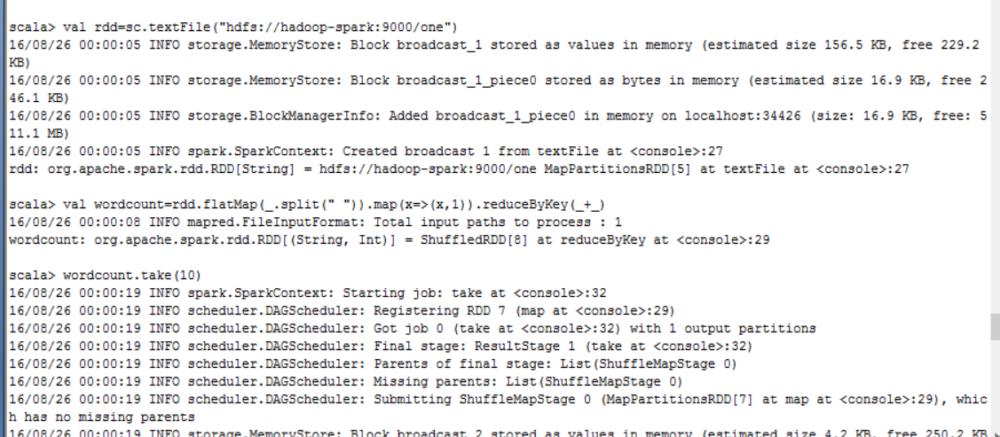 scala> val rdd=sc.textFile("hdfs://hadoop-spark:9000/one")
16/08/26 00:00:05 INFO storage.MemoryStore: Block broadcast_1 stored as values in memory (estimated size 156.5 KB, free 229.2
KB)
16/08/26 00:00:05 INFO storage.MemoryStore: Block broadcast_1_piece0 stored as bytes in memory (estimated size 16.9 KB, free 2
46.1 KB)
16/08/26 00:00:05 INFO storage.BlockManagerInfo: Added broadcast_1_piece0 in memory on localhost:34426 (size: 16.9 KB, free: 5
11.1 MB)
16/08/26 00:00:05 INFO spark.SparkContext: Created broadcast 1 from textFile at <console>:27
rdd: org.apache.spark.rdd.RDD[String] = hdfs://hadoop-spark:9000/one MapPartitionsRDD[5] at textFile at <console>:27
scala> val wordcount=rdd.flatMap(_.split(" ")).map(x=>(x,1)).reduceByKey(_+_)
16/08/26 00:00:08 INFO mapred.FileInputFormat: Total input paths to process : 1
wordcount: org.apache.spark.rdd.RDD[(String, Int)] = ShuffledRDD[8] at reduceByKey at <console>:29
scala> wordcount.take(10)
16/08/26 00:00:19 INFO spark.SparkContext: Starting job: take at <console>:32
16/08/26 00:00:19 INFO scheduler.DAGScheduler: Registering RDD 7 (map at <console>:29)
16/08/26 00:00:19 INFO scheduler.DAGScheduler: Got job 0 (take at <console>:32) with 1 output partitions
16/08/26 00:00:19 INFO scheduler.DAGScheduler: Final stage: ResultStage 1 (take at <console>:32)
16/08/26 00:00:19 INFO scheduler.DAGScheduler: Parents of final stage: List(ShuffleMapStage 0)
16/08/26 00:00:19 INFO scheduler.DAGScheduler: Missing parents: List(ShuffleMapStage 0)
16/08/26 00:00:19 INFO scheduler.DAGScheduler: Submitting ShuffleMapStage 0 (MapPartitionsRDD[7] at map at <console>:29), whic
h has no missing parents
16/08/26 00:00:19 INFO storage.MemoryStore: Block broadcast_2 stored as values in memory (estimated size 4.2 KB, free 250.2 KB